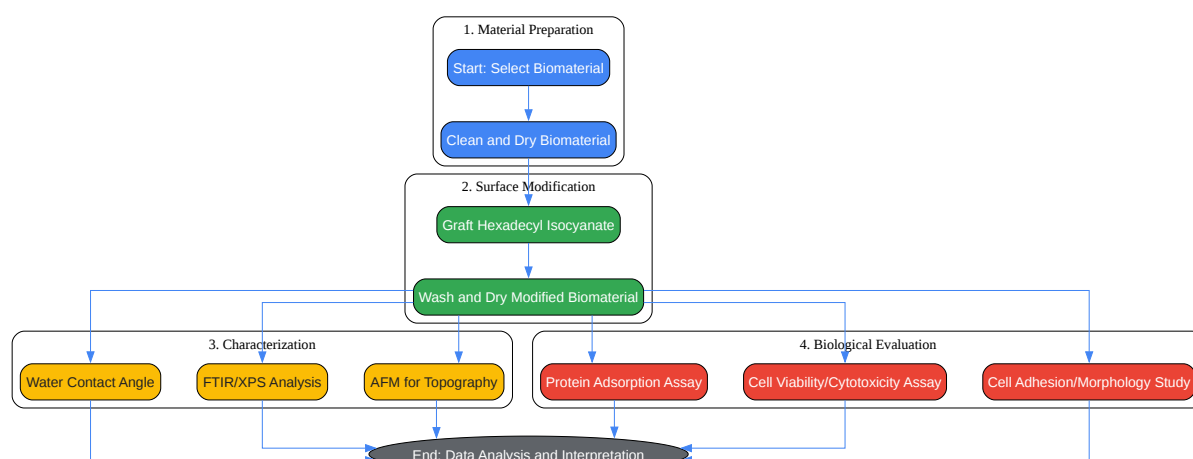 1. Material Preparation
Start: Select Biomaterial
Clean and Dry Biomaterial
2. Surface Modification
Graft Hexadecyl Isocyanate
Wash and Dry Modified Biomaterial
3. Characterization
Water Contact Angle
FTIR/XPS Analysis
AFM for Topography
4. Biological Evaluation
Protein Adsorption Assay
Cell Viability/Cytotoxicity Assay
Cell Adhesion/Morphology Study
End: Data Analysis and Interpretation